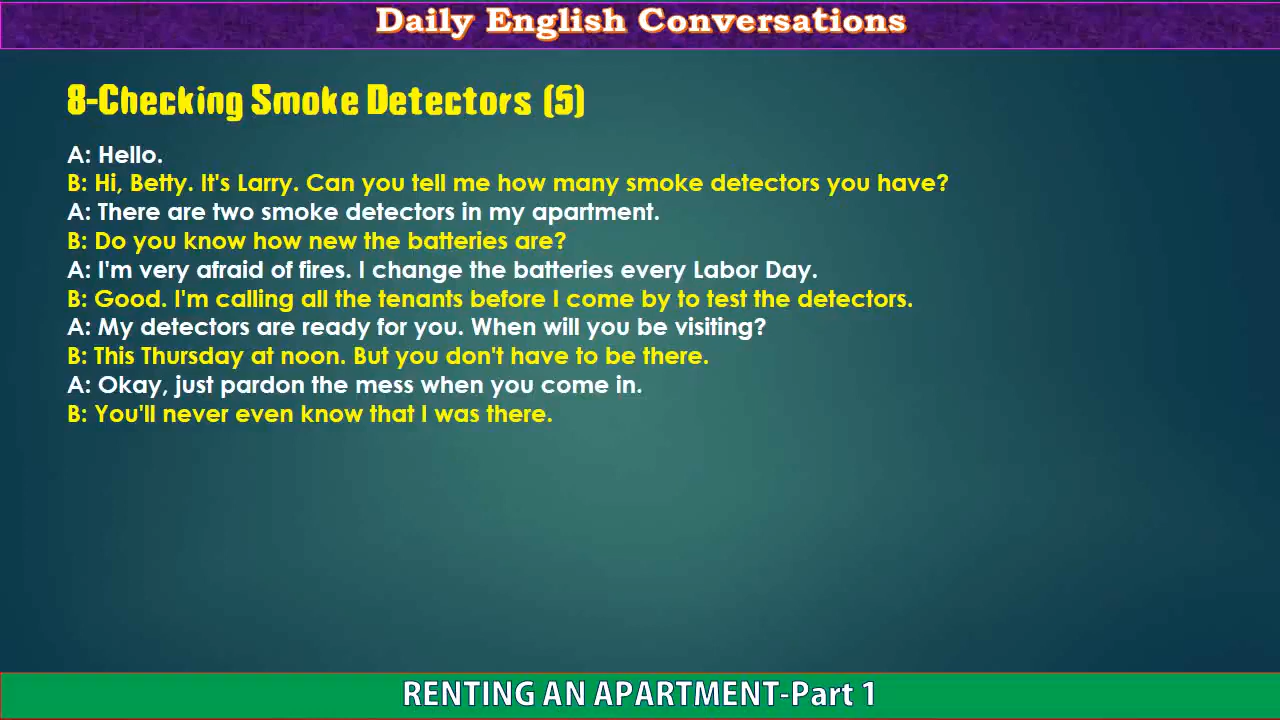 Daily English Conversations
8-Checking Smoke Detectors (5)
A: Hello.
B: Hi, Betty. It's Larry. Can you tell me how many smoke detectors you have?
A: There are two smoke detectors in my apartment.
B: Do you know how new the batteries are?
A: I'm very afraid of fires. I change the batteries every Labor Day.
B: Good. I'm calling all the tenants before I come by to test the detectors.
A: My detectors are ready for you. When will you be visiting?
B: This Thursday at noon. But you don't have to be there.
A: Okay, just pardon the mess when you come in.
B: You'll never even know that I was there.
RENTING AN APARTMENT-Part 1